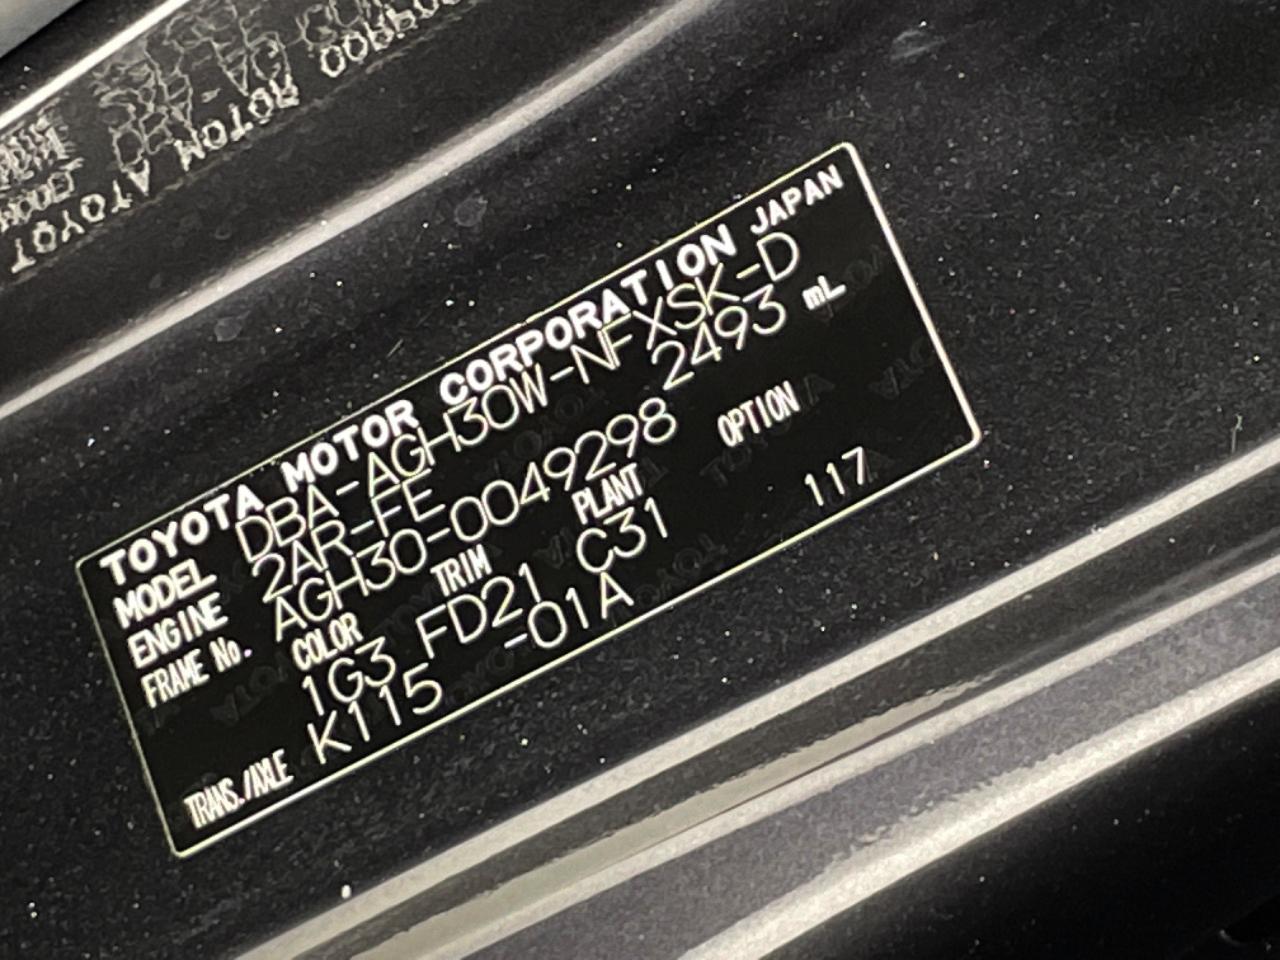 TOYOTA MOTOR CORPORATION JAPAN
MODEL DBA-AGH30W-NFXSK-D
ENGINE 2AR-FE 2493 mL
FRAME No. AGH30-0049298
COLOR TRIM PLANT OPTION
1G3 FD21 C31 117
TRANS./AXLE K115 -01A
TOYOTA MOTOR